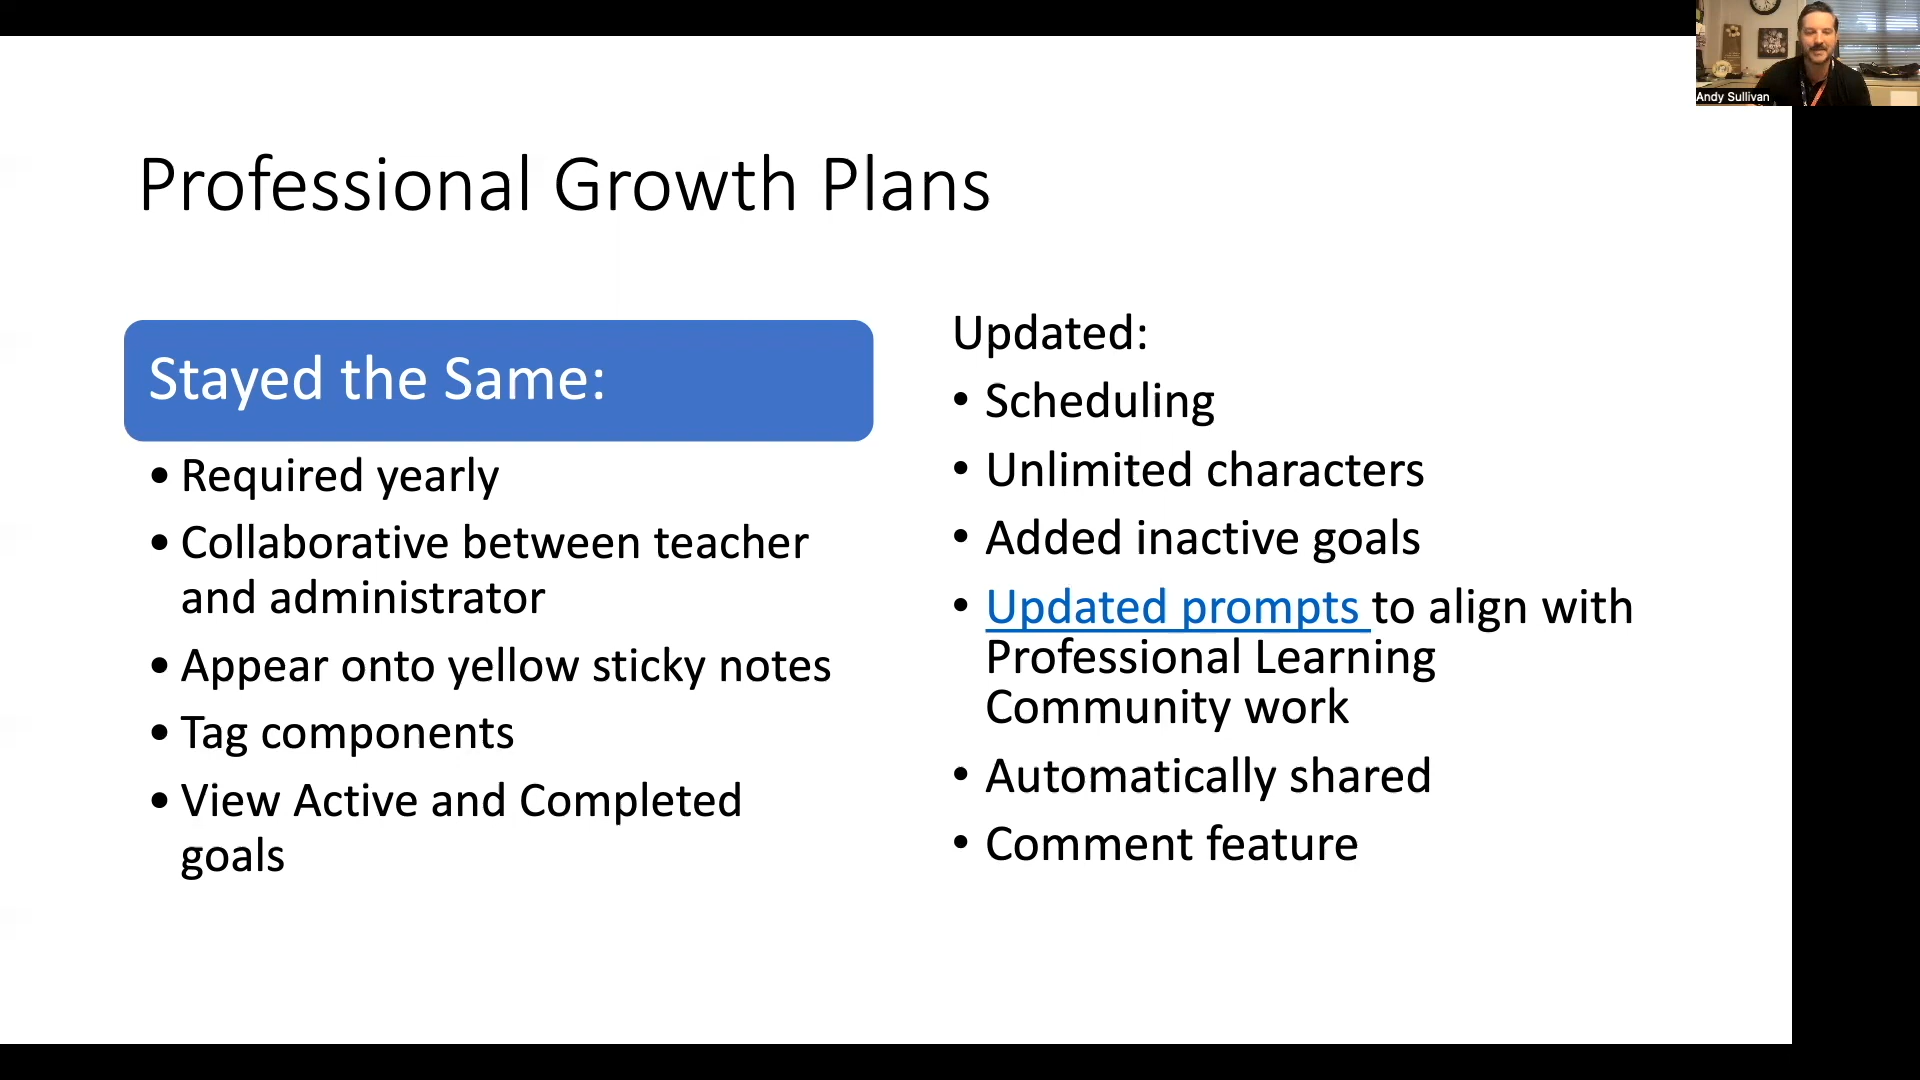 Andy Sullivan
Professional Growth Plans
Stayed the Same:
• Required yearly
• Collaborative between teacher
and administrator
• Appear onto yellow sticky notes
• Tag components
• View Active and Completed
goals
Updated:
• Scheduling
• Unlimited characters
• Added inactive goals
• Updated prompts to align with
Professional Learning
Community work
• Automatically shared
• Comment feature